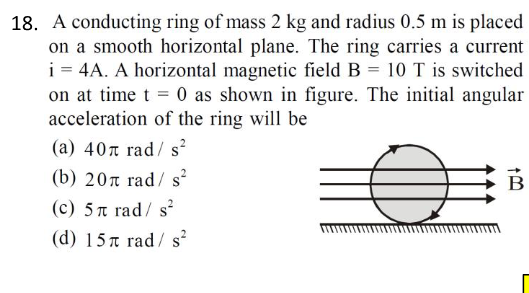 18. A conducting ring of mass 2 kg and radius 0.5 m is placed
on a smooth horizontal plane. The ring carries a current
i = 4A. A horizontal magnetic field B = 10 T is switched
on at time t = 0 as shown in figure. The initial angular
acceleration of the ring will be
(a) 40π rad/ s²
(b) 20π rad/ s²
(c) 5π rad/ s²
(d) 15π rad/ s²
B⃗